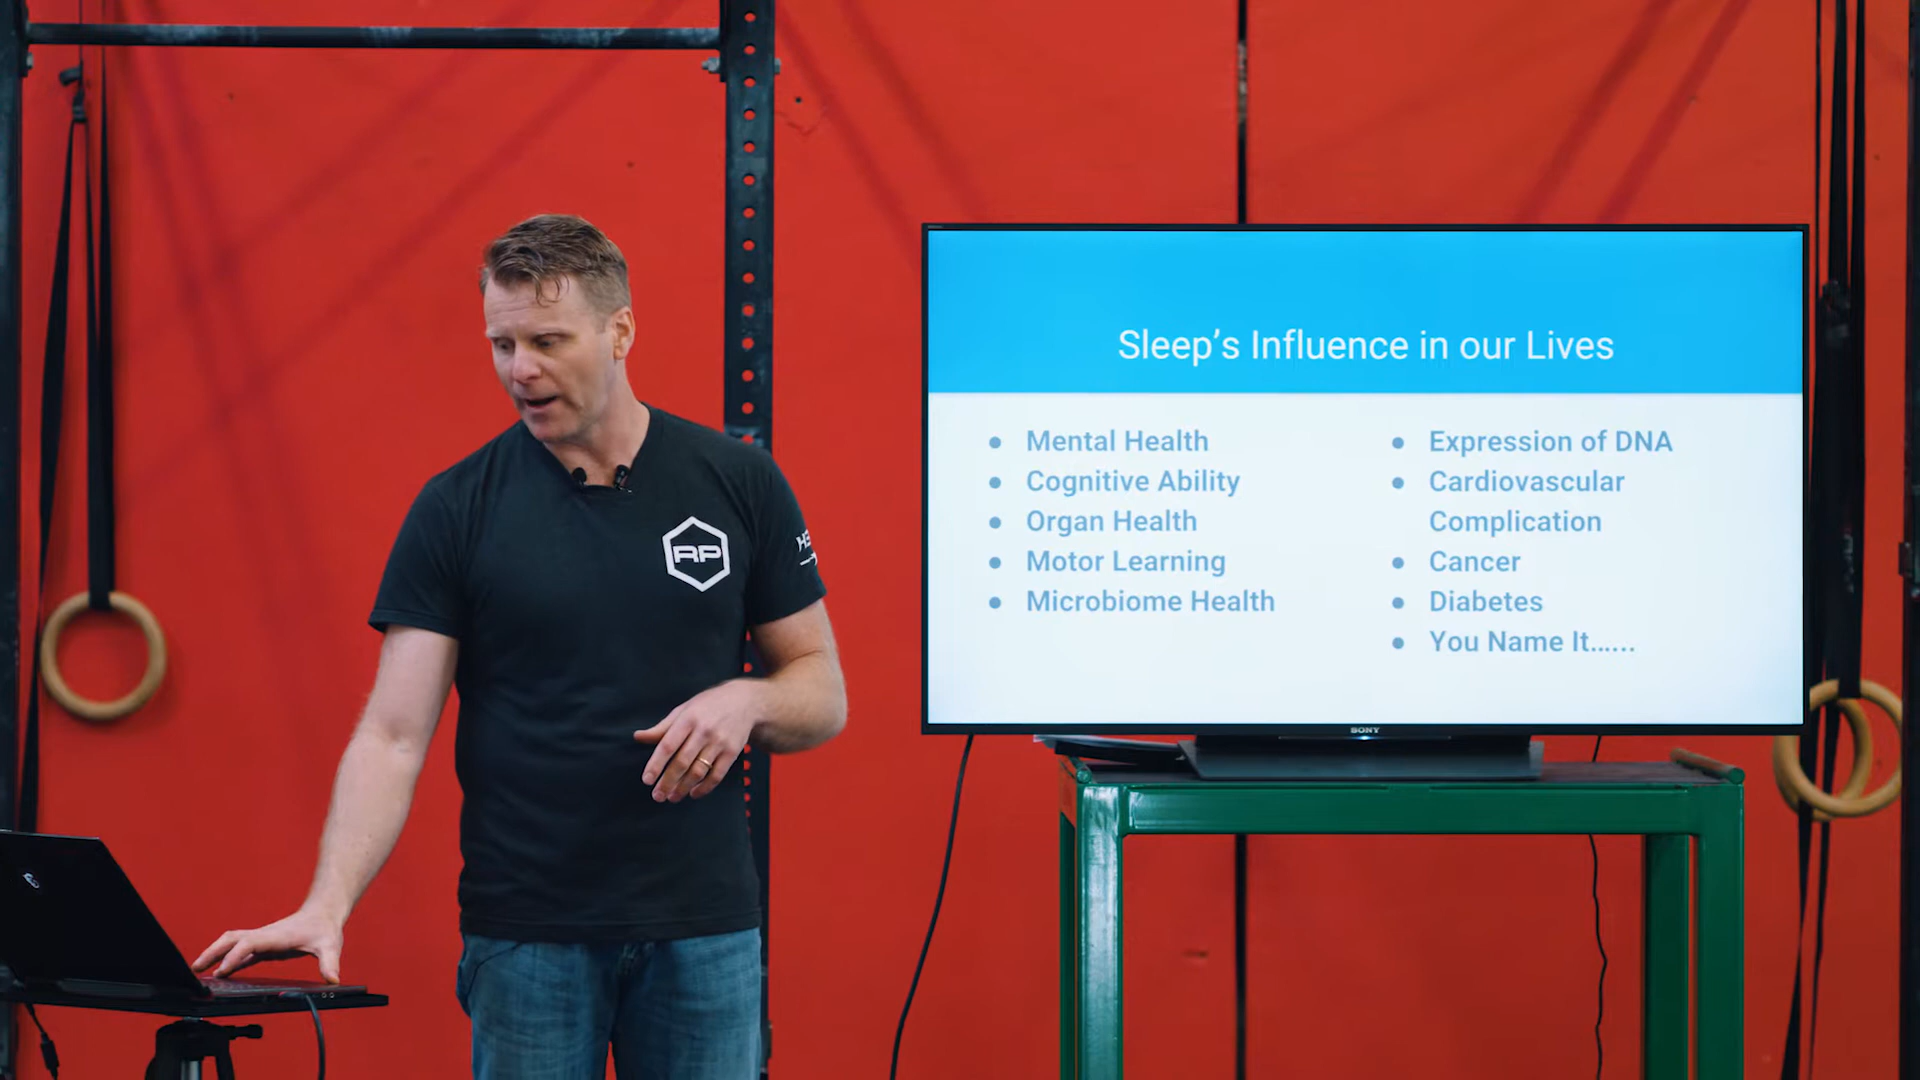 RP
Sleep's Influence in our Lives
Mental Health
Cognitive Ability
Organ Health
Motor Learning
Microbiome Health
Expression of DNA
Cardiovascular
Complication
Cancer
Diabetes
You Name It......
SONY